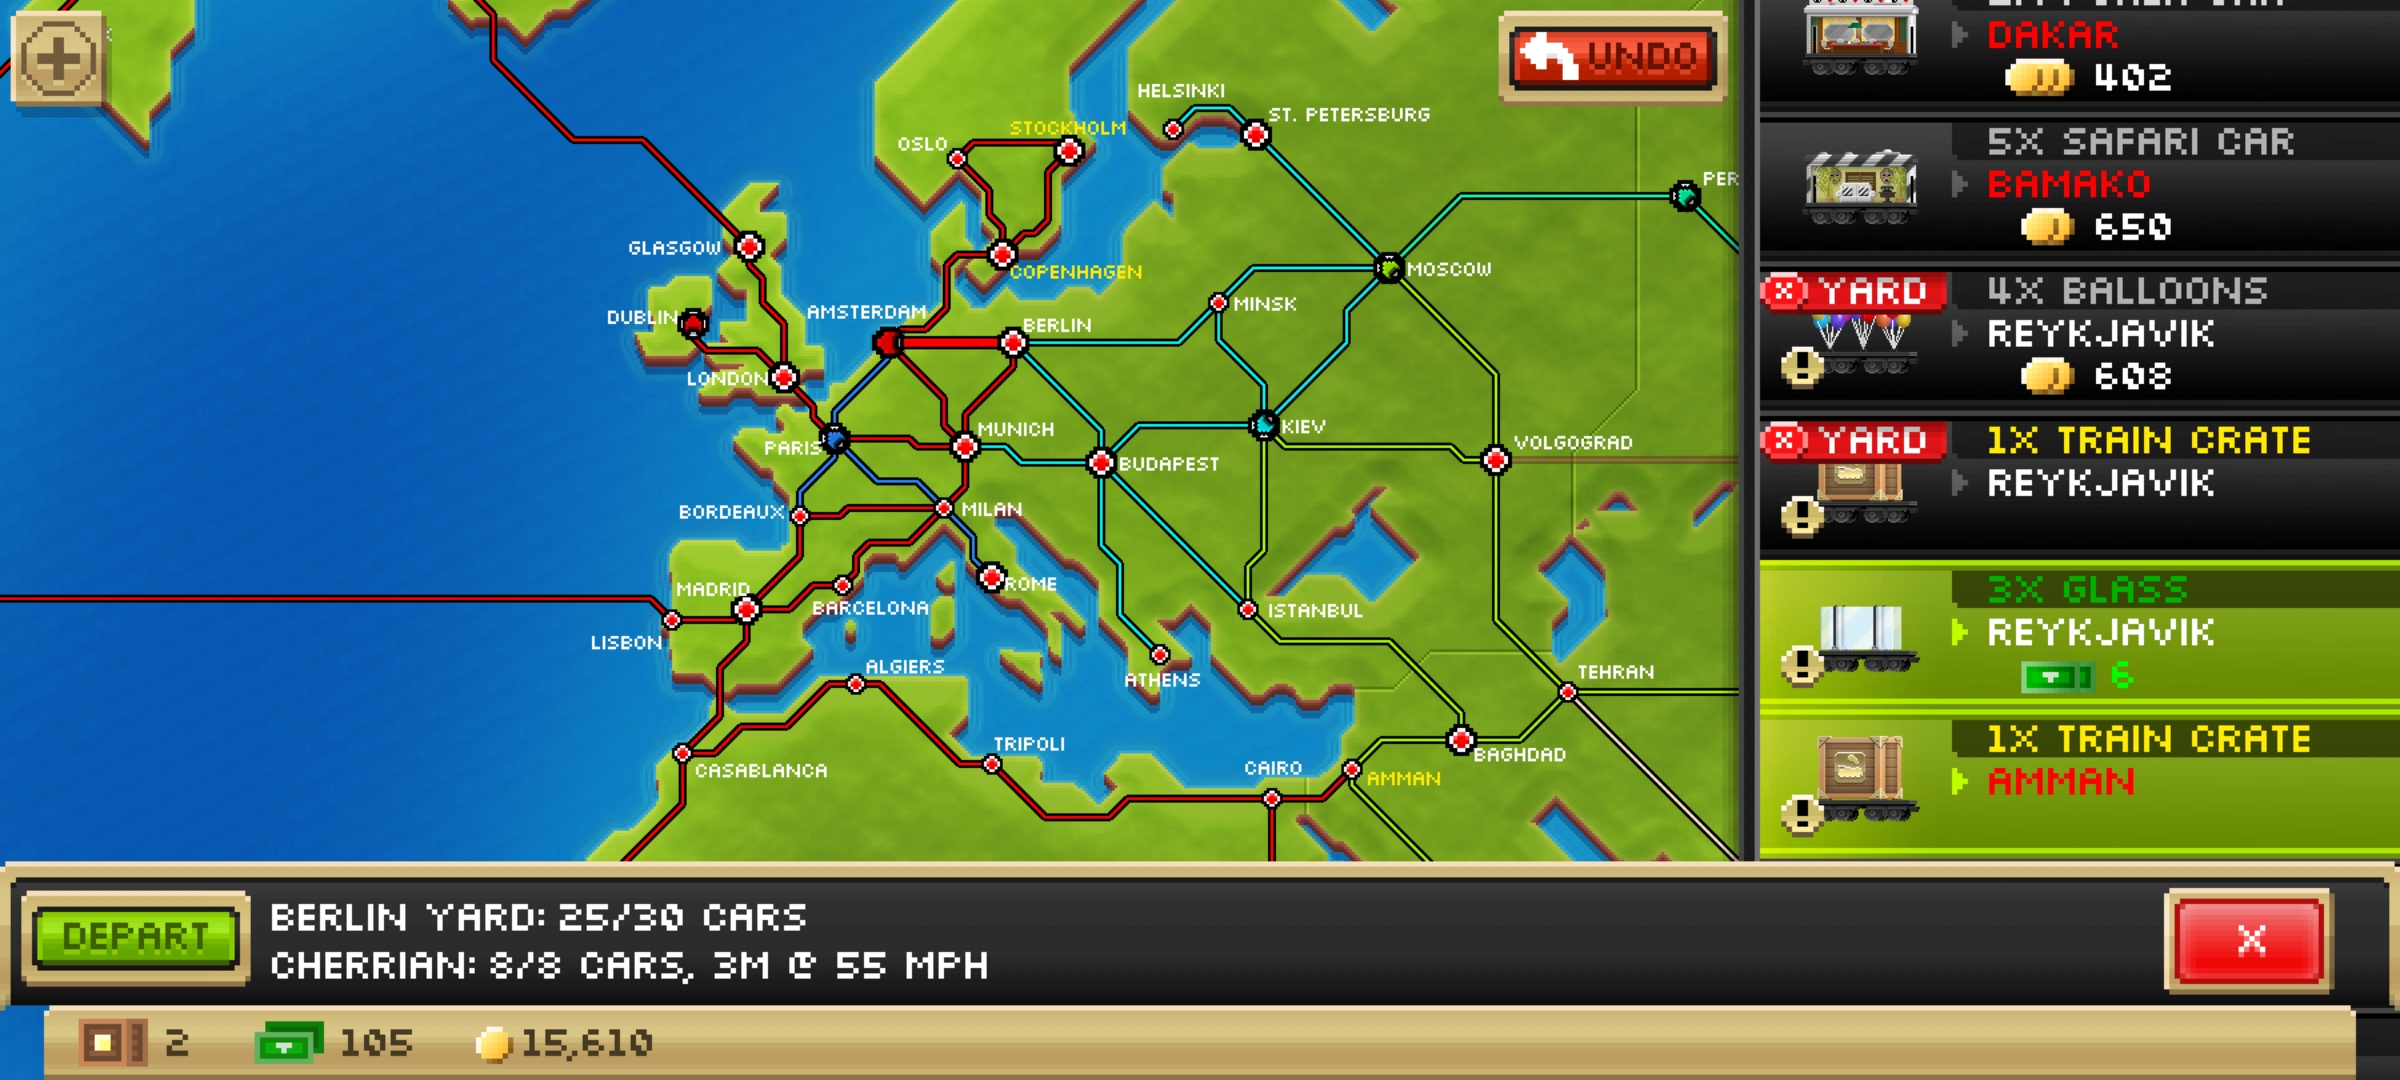 UNDO
HELSINKI
ST. PETERSBURG
STOCKHOLM
OSLO
PER
GLASGOW
COPENHAGEN
MOSCOW
MINSK
DUBLIN
AMSTERDAM
BERLIN
LONDON
PARIS
MUNICH
KIEV
VOLGOGRAD
BUDAPEST
BORDEAUX
MILAN
MADRID
ROME
BARCELONA
ISTANBUL
LISBON
ALGIERS
ATHENS
TEHRAN
TRIPOLI
CAIRO
BAGHDAD
CASABLANCA
AMMAN
DAKAR
402
5X SAFARI CAR
BAMAKO
650
YARD
4X BALLOONS
REYKJAVIK
608
YARD
1X TRAIN CRATE
REYKJAVIK
3X GLASS
REYKJAVIK
6
1X TRAIN CRATE
AMMAN
DEPART
BERLIN YARD: 25/30 CARS
CHERRIAN: 8/8 CARS, 3M @ 55 MPH
X
2
105
15,610